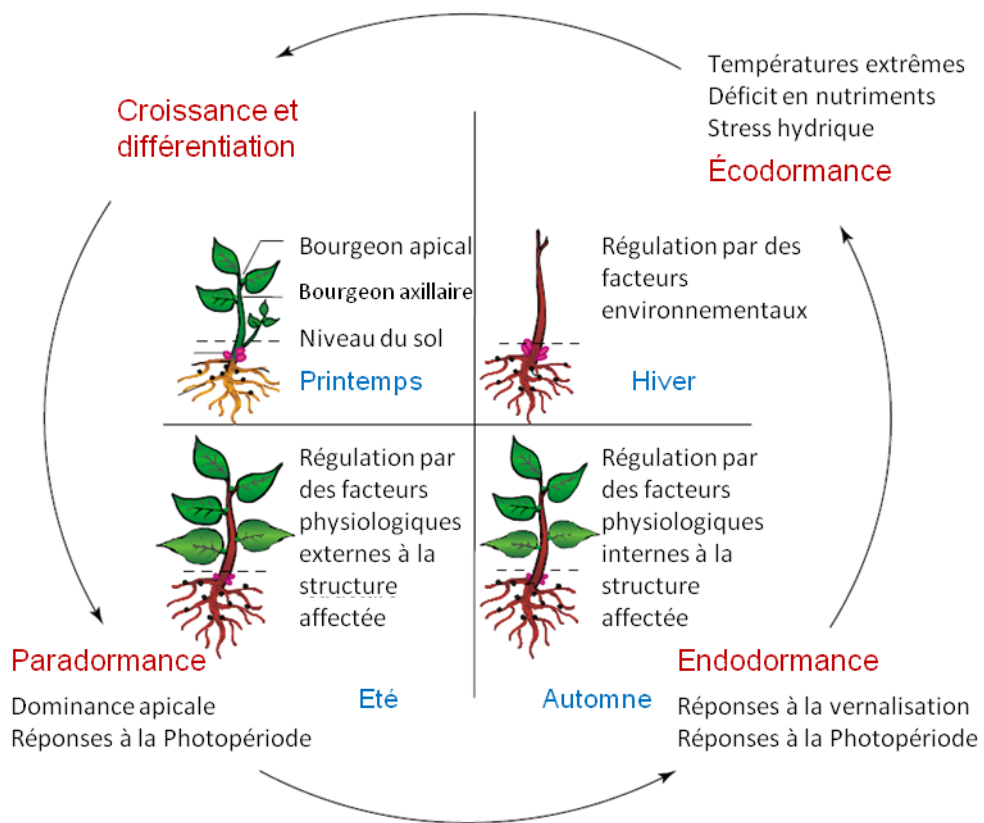 Températures extrêmes
Déficit en nutriments
Stress hydrique
Écodormance
Croissance et
différentiation
Bourgeon apical
Bourgeon axillaire
Niveau du sol
Printemps
Régulation par des
facteurs
environnementaux
Hiver
Régulation par
des facteurs
physiologiques
externes à la
structure
affectée
Régulation par
des facteurs
physiologiques
internes à la
structure
affectée
Paradormance
Dominance apicale
Réponses à la Photopériode
Eté
Automne
Endodormance
Réponses à la vernalisation
Réponses à la Photopériode